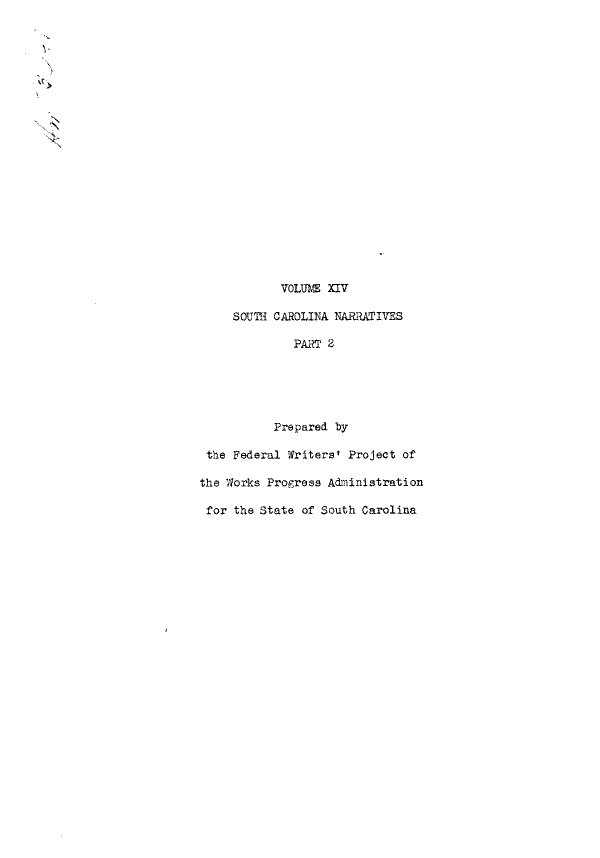 VOLUME XIV
SOUTH CAROLINA NARRATIVES
PART 2
Prepared by
the Federal Writers' Project of
the Works Progress Administration
for the State of South Carolina